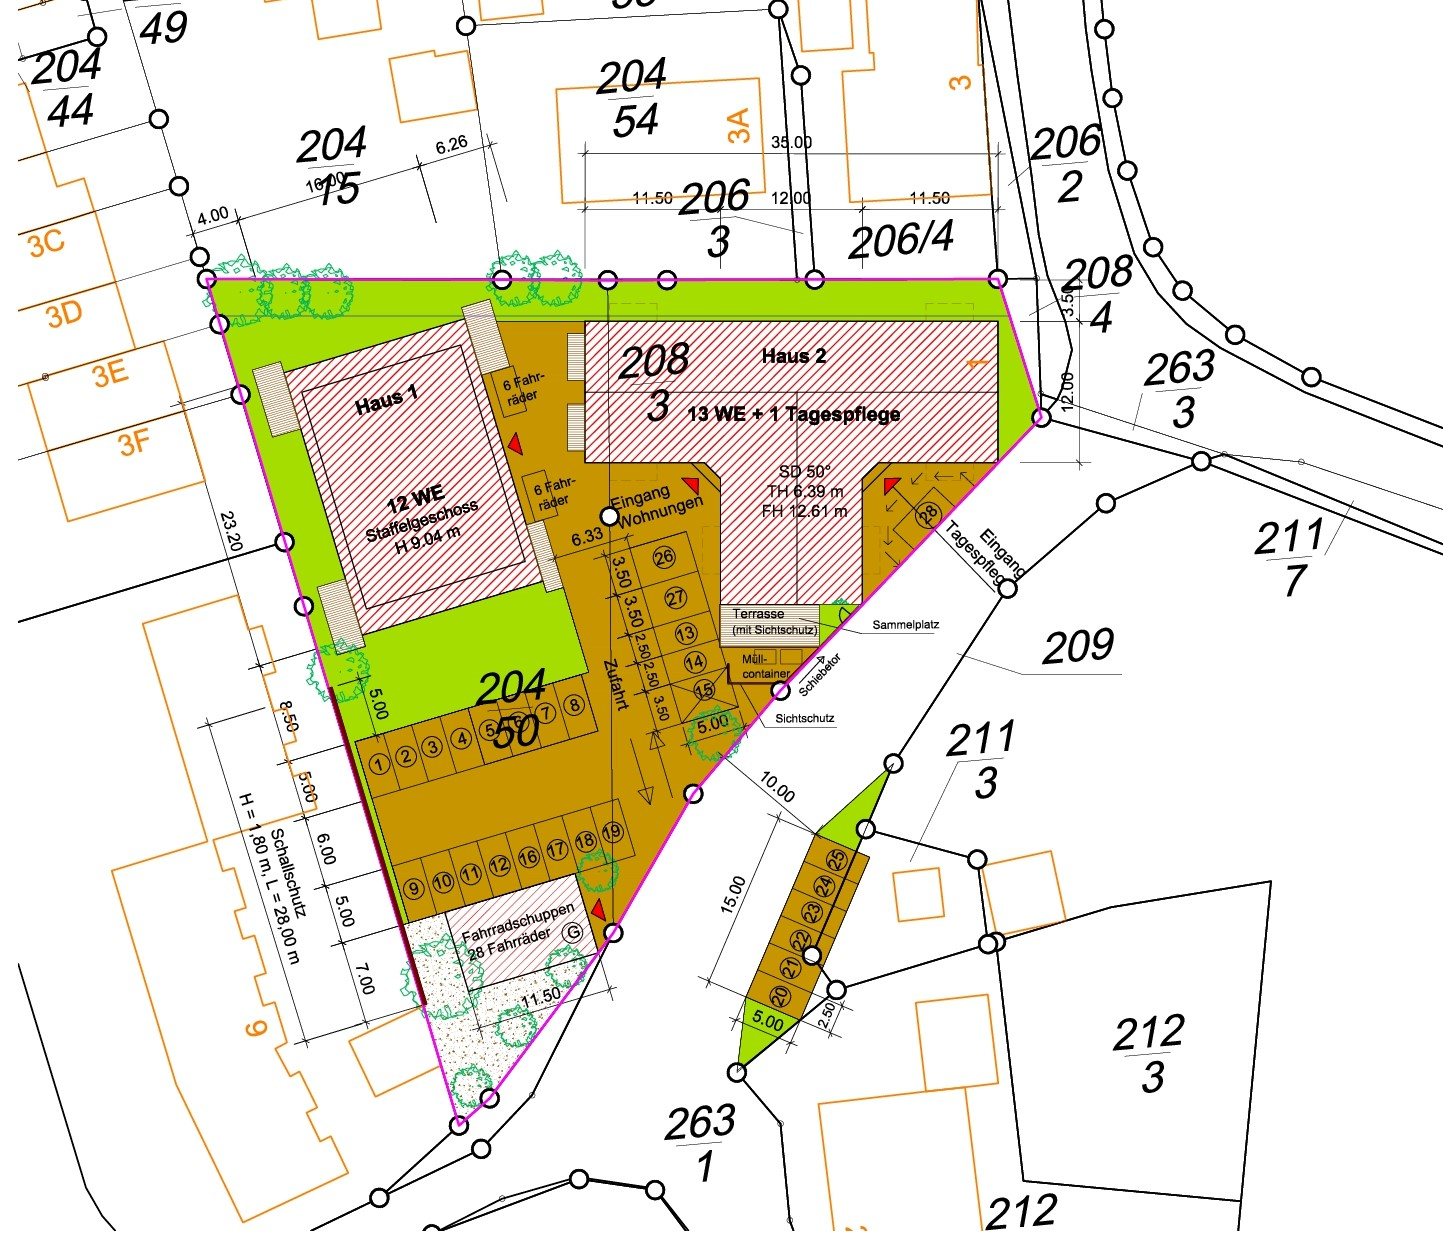 49
204
44
204
15
16.00
6.26
4.00
204
54
3A
35.00
11.50
12.00
11.50
206
3
206/4
3
206
2
208
4
3.50
12.00
263
3
211
7
3C
3D
3E
3F
Haus 1
12 WE
Staffelgeschoss
H 9.04 m
6 Fahr-
räder
6 Fahr-
räder
208
3
Haus 2
1
13 WE + 1 Tagespflege
SD 50°
TH 6.39 m
FH 12.61 m
Eingang
Wohnungen
6.33
28
Eingang
Tagespflege
23.20
3.50
3.50
2.50
2.50
3.50
26
27
13
14
15
5.00
Zufahrt
Terrasse
(mit Sichtschutz)
Sammelplatz
Müll-
container
Schiebetor
Sichtschutz
209
204
50
5.00
1
2
3
4
5
6
7
8
9
10
11
12
16
17
18
19
8.50
5.00
6.00
5.00
7.00
Schallschutz
H = 1,80 m, L = 28,00 m
9
Fahrradschuppen
28 Fahrräder
G
11.50
10.00
15.00
25
24
23
22
21
20
5.00
2.50
211
3
212
3
263
1
212